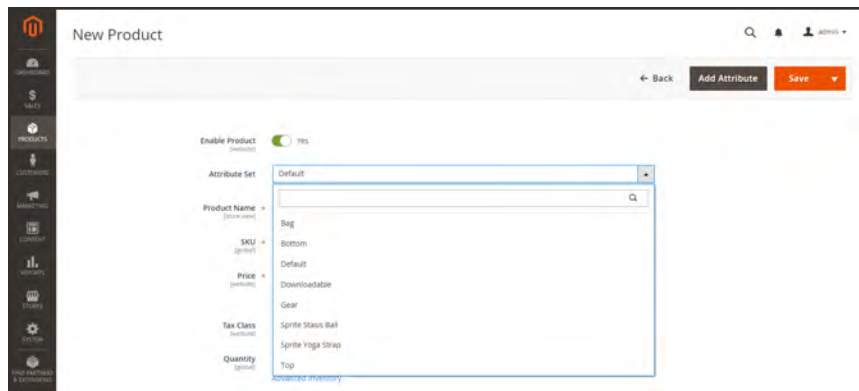 New Product
admin
DASHBOARD
SALES
PRODUCTS
CUSTOMERS
MARKETING
CONTENT
REPORTS
STORES
SYSTEM
FIND PARTNERS
& EXTENSIONS
← Back Add Attribute Save
Enable Product Yes
[website]
Attribute Set Default
Product Name *
[store view]
Bag
SKU *
[global]
Bottom
Default
Price *
[website]
Downloadable
Gear
Tax Class
[website]
Sprite Stasis Ball
Sprite Yoga Strap
Quantity
[global]
Top
Advanced Inventory